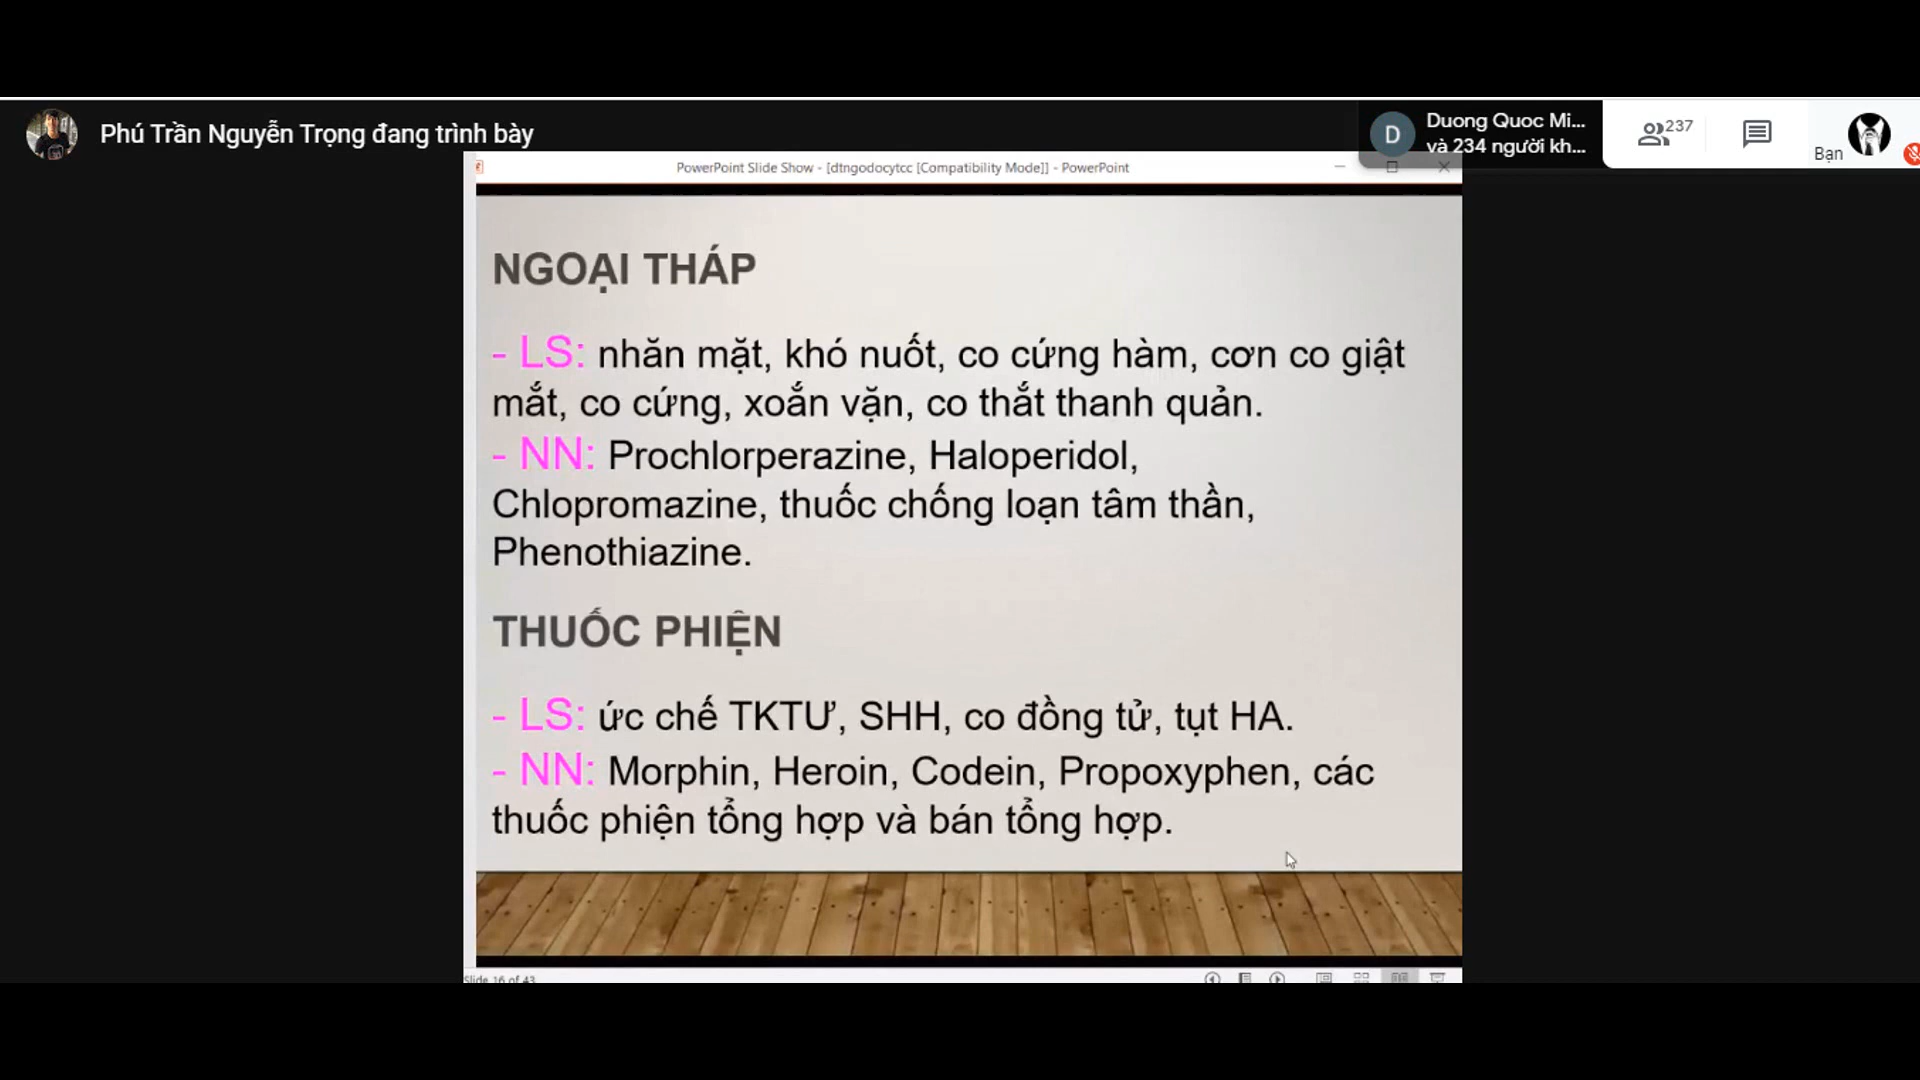 Phú Trần Nguyễn Trọng đang trình bày
D
Duong Quoc Mi...
và 234 người kh...
237
Bạn
PowerPoint Slide Show - [dtngodocytcc [Compatibility Mode]] - PowerPoint
NGOẠI THÁP
- LS: nhăn mặt, khó nuốt, co cứng hàm, cơn co giật
mắt, co cứng, xoắn vặn, co thắt thanh quản.
- NN: Prochlorperazine, Haloperidol,
Chlopromazine, thuốc chống loạn tâm thần,
Phenothiazine.
THUỐC PHIỆN
- LS: ức chế TKTƯ, SHH, co đồng tử, tụt HA.
- NN: Morphin, Heroin, Codein, Propoxyphen, các
thuốc phiện tổng hợp và bán tổng hợp.
Slide 16 of 43